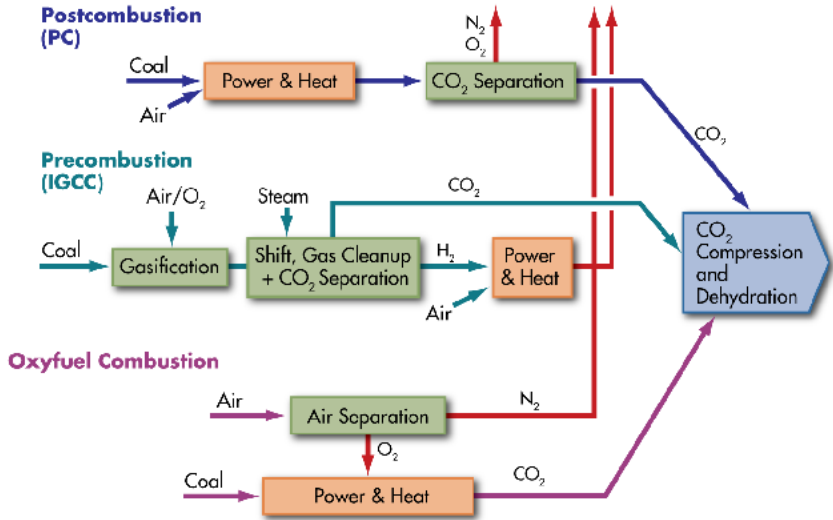 Postcombustion
(PC)
N₂
O₂
Coal
Power & Heat
CO₂ Separation
Air
CO₂
Precombustion
(IGCC)
Air/O₂
Steam
CO₂
Coal
Gasification
Shift, Gas Cleanup
+ CO₂ Separation
H₂
Power
& Heat
Air
CO₂
Compression
and
Dehydration
Oxyfuel Combustion
Air
Air Separation
N₂
O₂
Coal
Power & Heat
CO₂